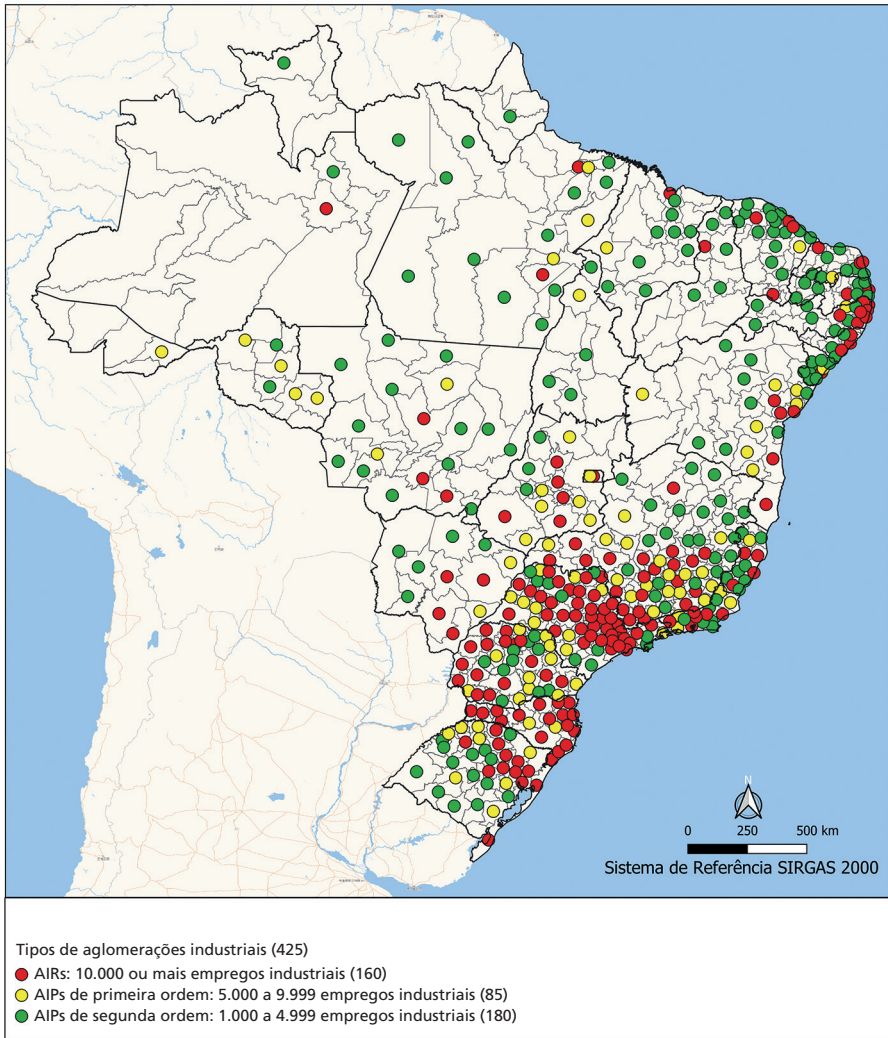 N
0 250 500 km
Sistema de Referência SIRGAS 2000
Tipos de aglomerações industriais (425)
AIRs: 10.000 ou mais empregos industriais (160)
AIPs de primeira ordem: 5.000 a 9.999 empregos industriais (85)
AIPs de segunda ordem: 1.000 a 4.999 empregos industriais (180)